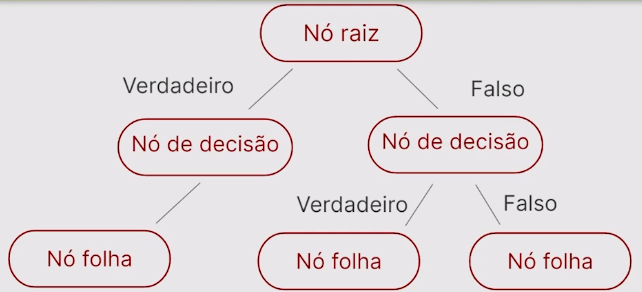 Nó raiz
Verdadeiro
Falso
Nó de decisão
Nó de decisão
Verdadeiro
Falso
Nó folha
Nó folha
Nó folha